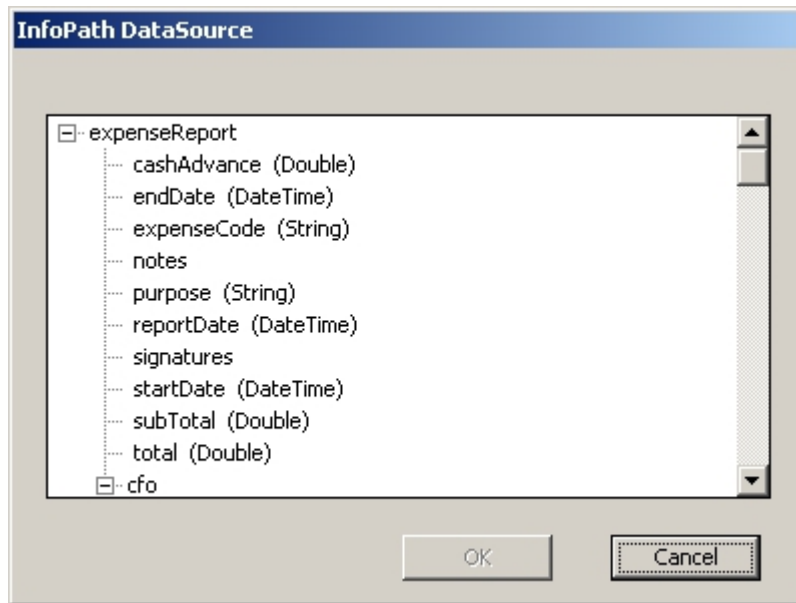 InfoPath DataSource
expenseReport
cashAdvance (Double)
endDate (DateTime)
expenseCode (String)
notes
purpose (String)
reportDate (DateTime)
signatures
startDate (DateTime)
subTotal (Double)
total (Double)
cfo
OK Cancel